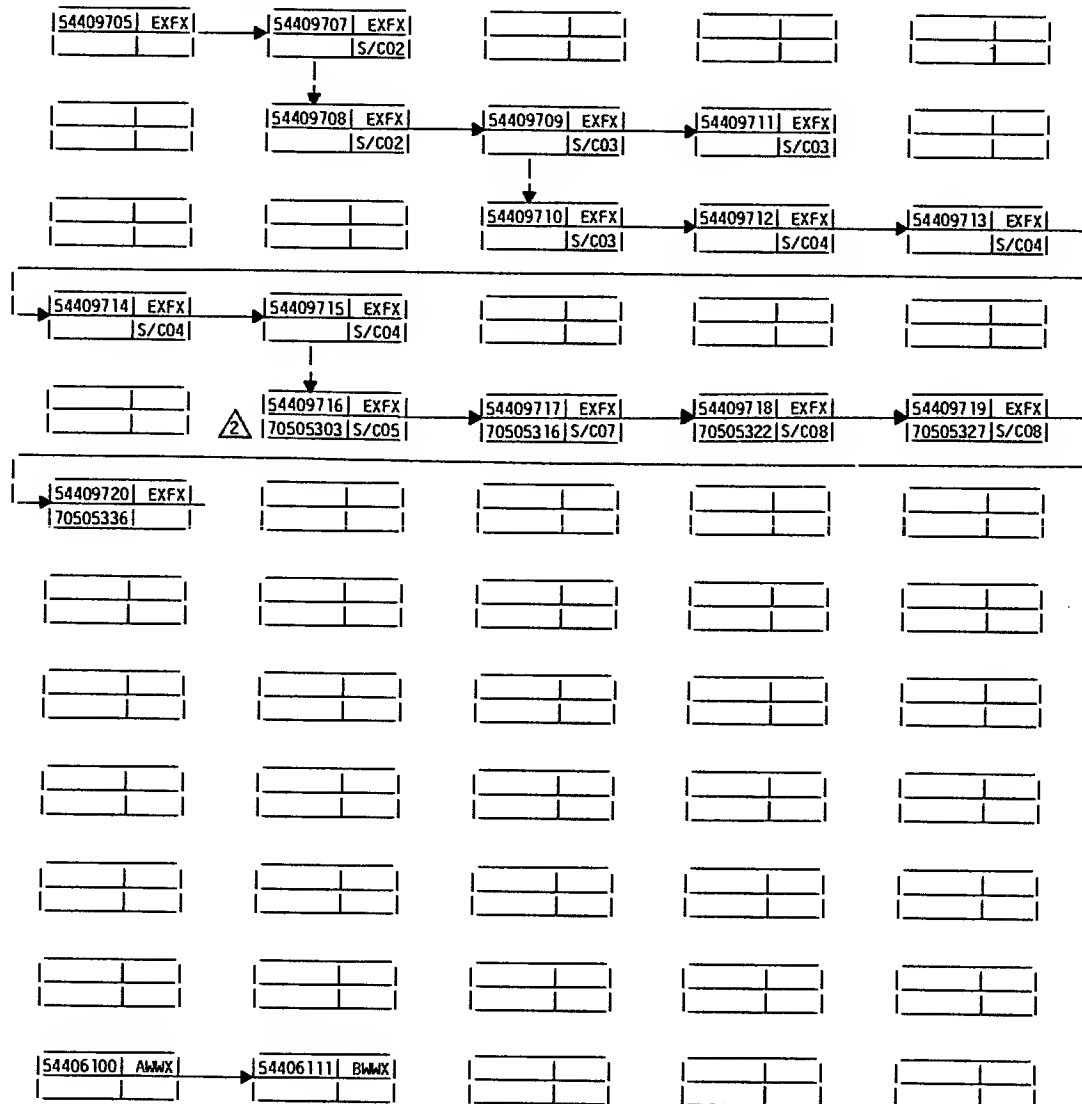 54409705 EXFX 54409707 EXFX
S/C02
54409708 EXFX 54409709 EXFX 54409711 EXFX
S/C02 S/C03 S/C03
54409710 EXFX 54409712 EXFX 54409713 EXFX
S/C03 S/C04 S/C04
54409714 EXFX 54409715 EXFX
S/C04 S/C04
2
54409716 EXFX 54409717 EXFX 54409718 EXFX 54409719 EXFX
70505303 S/C05 70505316 S/C07 70505322 S/C08 70505327 S/C08
54409720 EXFX
70505336
54406100 AWWX 54406111 BWWX